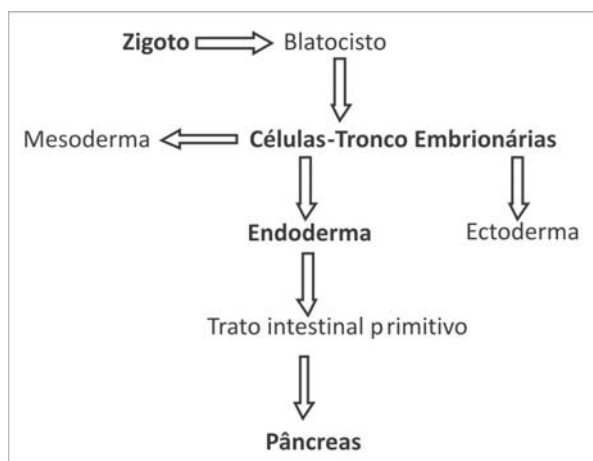 Zigoto Blatocisto
Mesoderma Células-Tronco Embrionárias
Endoderma Ectoderma
Trato intestinal primitivo
Pâncreas